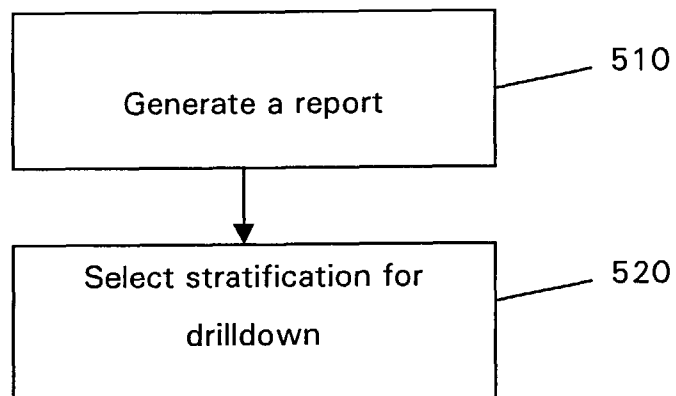 Generate a report
510
Select stratification for
drilldown
520